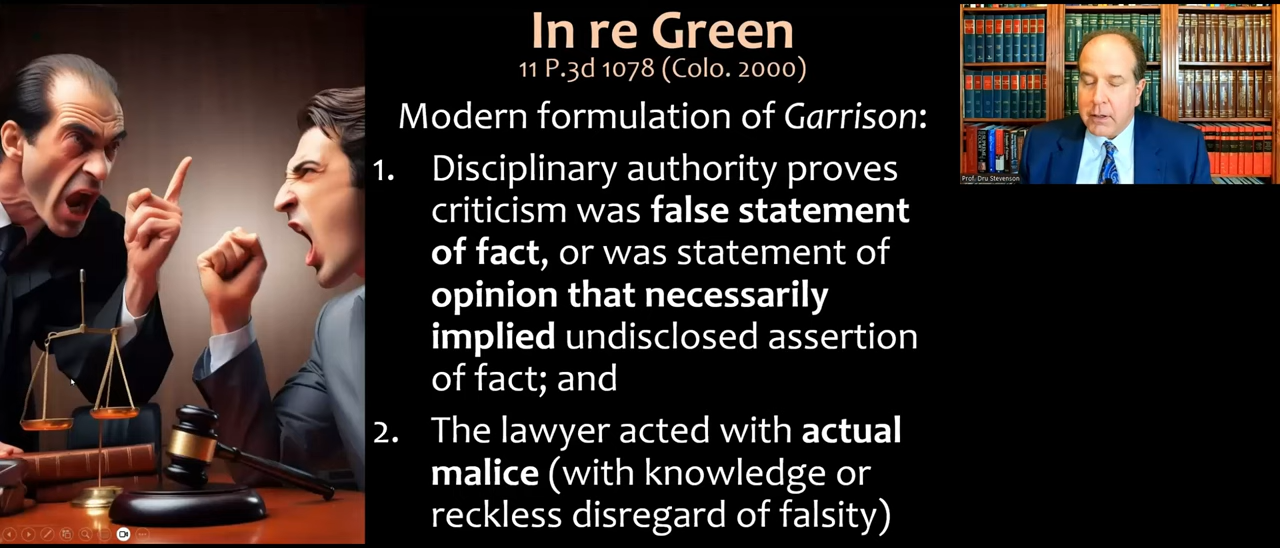 In re Green
11 P.3d 1078 (Colo. 2000)
Modern formulation of Garrison:
1. Disciplinary authority proves
criticism was false statement
of fact, or was statement of
opinion that necessarily
implied undisclosed assertion
of fact; and
2. The lawyer acted with actual
malice (with knowledge or
reckless disregard of falsity)
Prof. Dru Stevenson